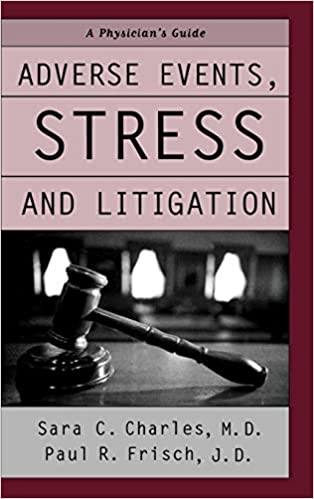 A Physician's Guide
ADVERSE EVENTS,
STRESS
AND LITIGATION
Sara C. Charles, M.D.
Paul R. Frisch, J.D.